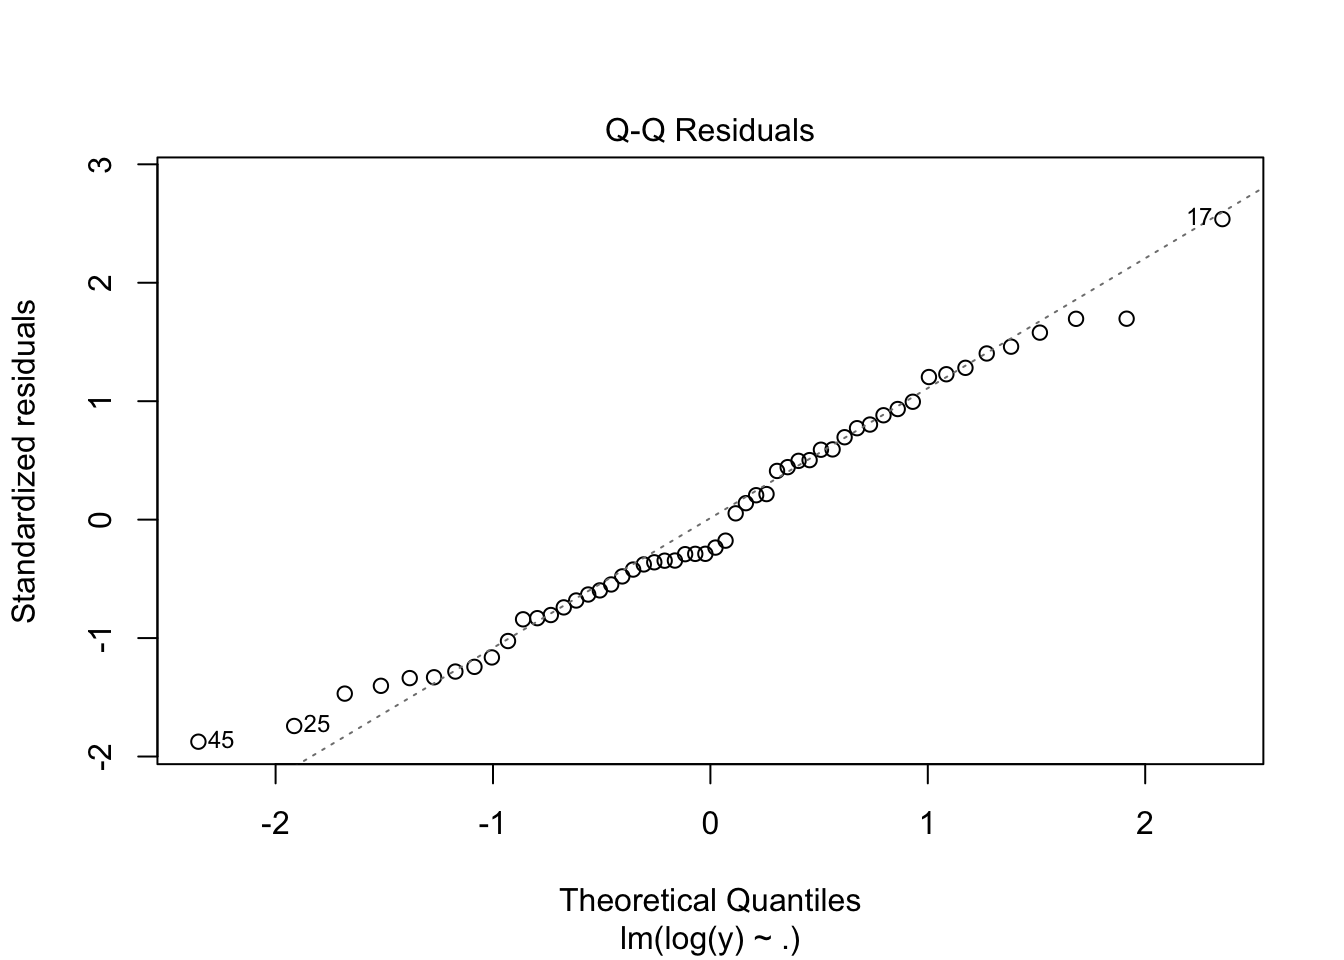 Q-Q Residuals
Standardized residuals
3
2
1
0
-1
-2
17
25
45
-2 -1 0 1 2
Theoretical Quantiles
lm(log(y) ~ .)